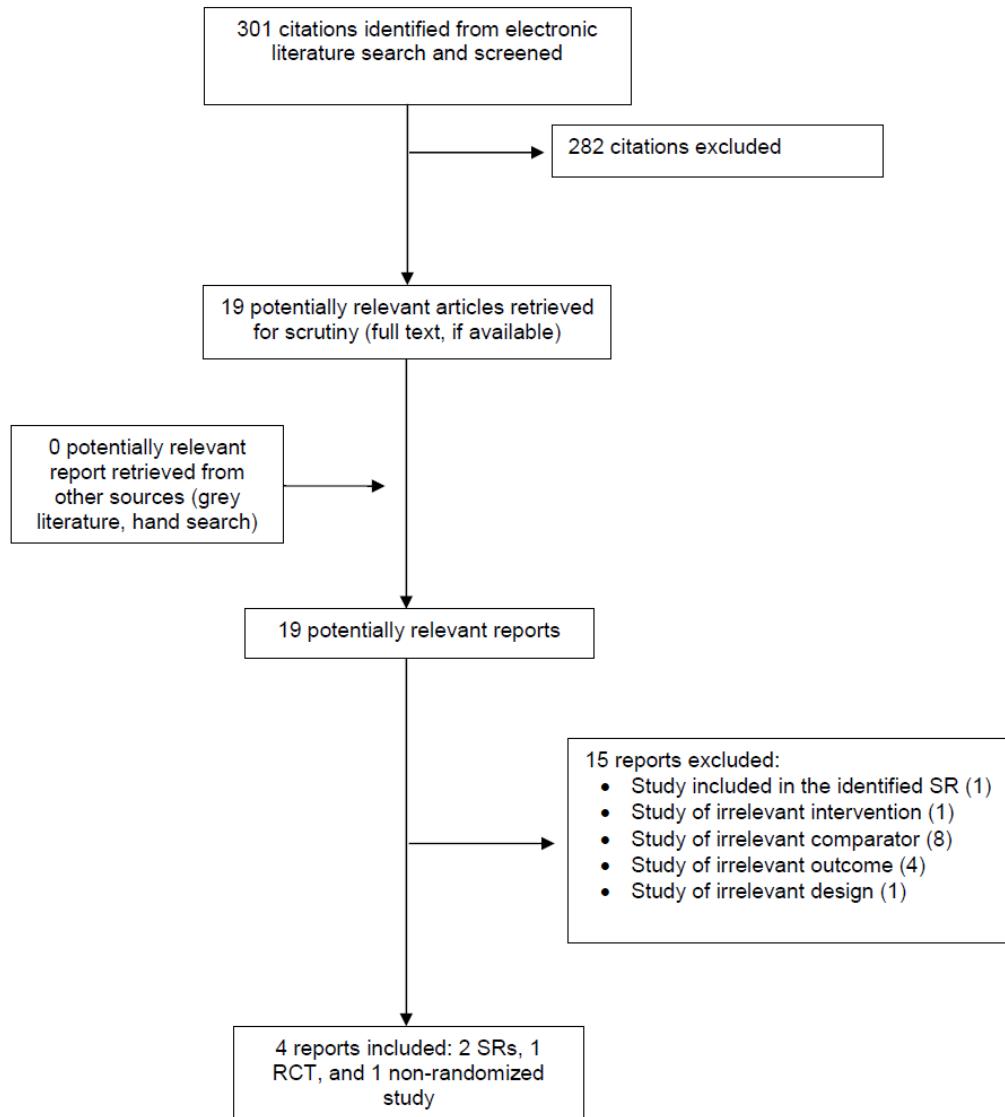 301 citations identified from electronic
literature search and screened
282 citations excluded
19 potentially relevant articles retrieved
for scrutiny (full text, if available)
0 potentially relevant
report retrieved from
other sources (grey
literature, hand search)
19 potentially relevant reports
15 reports excluded:
• Study included in the identified SR (1)
• Study of irrelevant intervention (1)
• Study of irrelevant comparator (8)
• Study of irrelevant outcome (4)
• Study of irrelevant design (1)
4 reports included: 2 SRs, 1
RCT, and 1 non-randomized
study